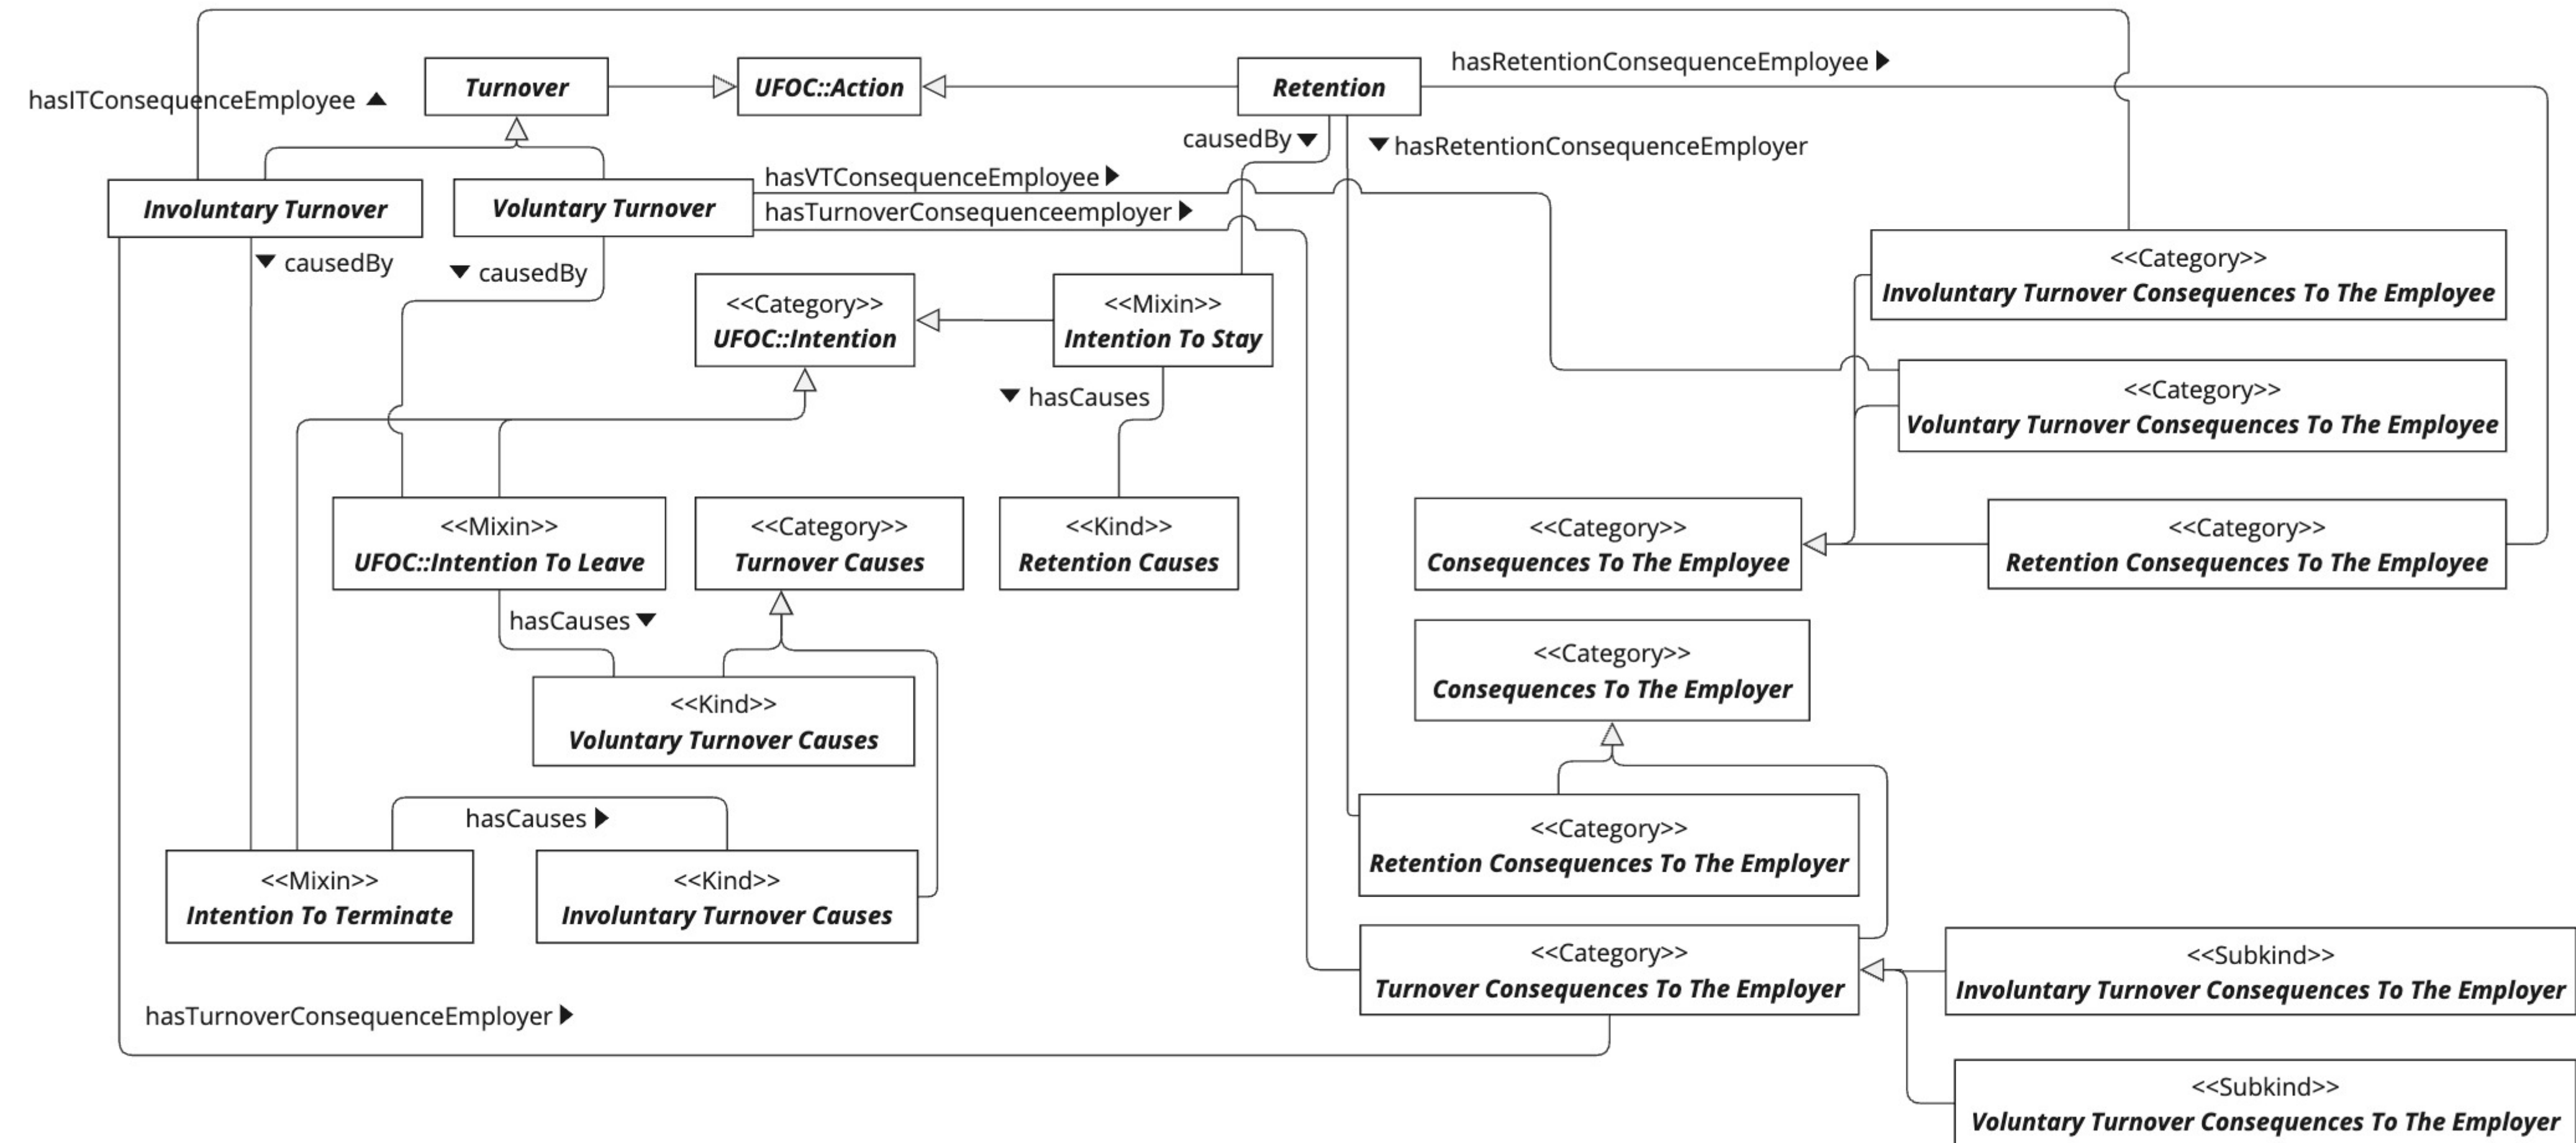 hasRetentionConsequenceEmployee
Turnover
UFOC::Action
Retention
hasITConsequenceEmployee
causedBy
hasRetentionConsequenceEmployer
hasVTConsequenceEmployee
Involuntary Turnover
Voluntary Turnover
hasTurnoverConsequenceemployer
causedBy
causedBy
<<Category>>
Involuntary Turnover Consequences To The Employee
<<Category>>
UFOC::Intention
<<Mixin>>
Intention To Stay
hasCauses
<<Category>>
Voluntary Turnover Consequences To The Employee
<<Mixin>>
UFOC::Intention To Leave
<<Category>>
Turnover Causes
<<Kind>>
Retention Causes
<<Category>>
Consequences To The Employee
<<Category>>
Retention Consequences To The Employee
hasCauses
<<Category>>
Consequences To The Employer
<<Kind>>
Voluntary Turnover Causes
hasCauses
<<Category>>
Retention Consequences To The Employer
<<Mixin>>
Intention To Terminate
<<Kind>>
Involuntary Turnover Causes
<<Category>>
Turnover Consequences To The Employer
<<Subkind>>
Involuntary Turnover Consequences To The Employer
hasTurnoverConsequenceEmployer
<<Subkind>>
Voluntary Turnover Consequences To The Employer